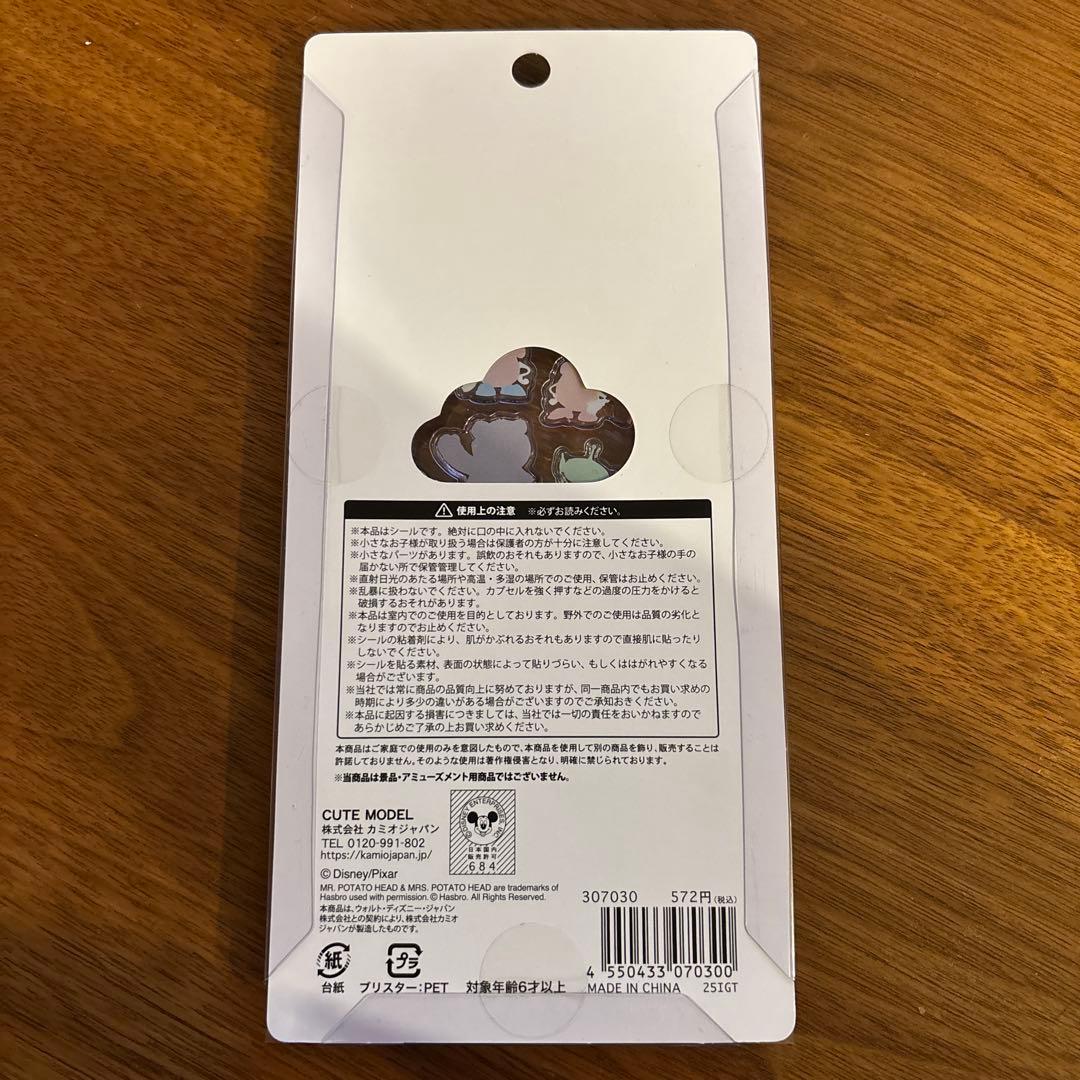 ⚠ 使用上の注意 ※必ずお読みください。
※本品はシールです。絶対に口の中に入れないでください。
※小さなお子様が取り扱う場合は保護者の方が十分に注意してください。
※小さなパーツがあります。誤飲のおそれもありますので、小さなお子様の手の
届かない所で保管管理してください。
※直射日光のあたる場所や高温・多湿の場所でのご使用、保管はお止めください。
※乱暴に扱わないでください。カプセルを強く押すなどの過度の圧力をかけると
破損するおそれがあります。
※本品は室内でのご使用を目的としております。野外でのご使用は品質の劣化と
なりますのでお止めください。
※シールの粘着剤により、肌がかぶれるおそれもありますので直接肌に貼ったり
しないでください。
※シールを貼る素材、表面の状態によって貼りづらい、もしくははがれやすくなる
場合がございます。
※当社では常に商品の品質向上に努めておりますが、同一商品内でもお買い求めの
時期により多少の違いがある場合がございますのでご承知おきください。
※本品に起因する損害につきましては、当社では一切の責任をおいかねますので
あらかじめご了承の上お買い求めください。
本商品はご家庭での使用のみを意図したもので、本商品を使用して別の商品を飾り、販売することは
許諾しておりません。そのような使用は著作権侵害となり、明確に禁じられております。
※当商品は景品・アミューズメント用商品ではございません。
CUTE MODEL
株式会社 カミオジャパン
TEL 0120-991-802
https://kamiojapan.jp/
©DISNEY ENTERPRISES, INC.
日本国内
販売許可
684
©Disney/Pixar
MR. POTATO HEAD & MRS. POTATO HEAD are trademarks of
Hasbro used with permission. © Hasbro. All Rights Reserved.
本商品は、ウォルト・ディズニー・ジャパン
株式会社との契約により、株式会社カミオ
ジャパンが製造したものです。
307030 572円(税込)
4 550433 070300
紙 プラ
台紙 ブリスター:PET 対象年齢6才以上 MADE IN CHINA 25IGT